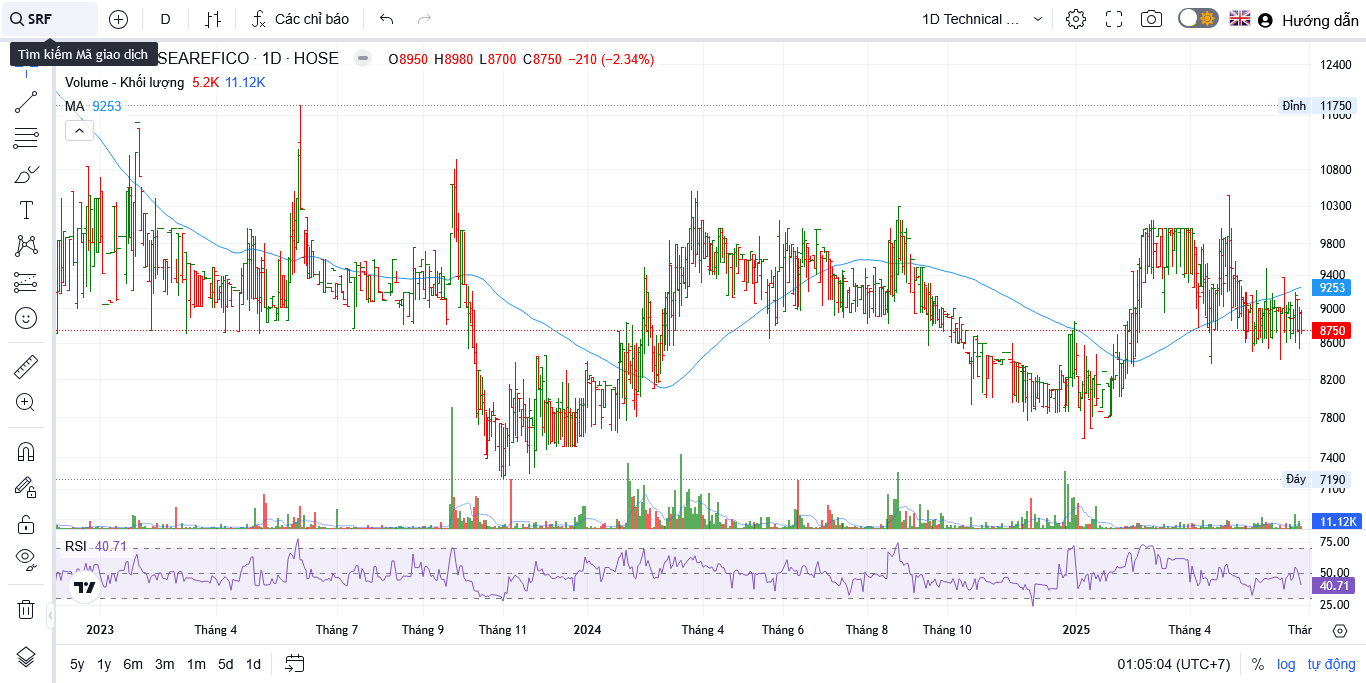 SRF
D
Các chỉ báo
1D Technical ...
Hướng dẫn
Tìm kiếm Mã giao dịch
SEAREFICO · 1D · HOSE
O8950 H8980 L8700 C8750 −210 (−2.34%)
Volume - Khối lượng 5.2K 11.12K
MA 9253
12400
Đỉnh 11750
11600
10800
10300
9800
9400
9253
9000
8750
8600
8200
7800
7400
Đáy 7190
7100
11.12K
RSI 40.71
75.00
50.00
40.71
25.00
2023 Tháng 4 Tháng 7 Tháng 9 Tháng 11 2024 Tháng 4 Tháng 6 Tháng 8 Tháng 10 2025 Tháng 4 Thár
5y 1y 6m 3m 1m 5d 1d
01:05:04 (UTC+7) % log tự động